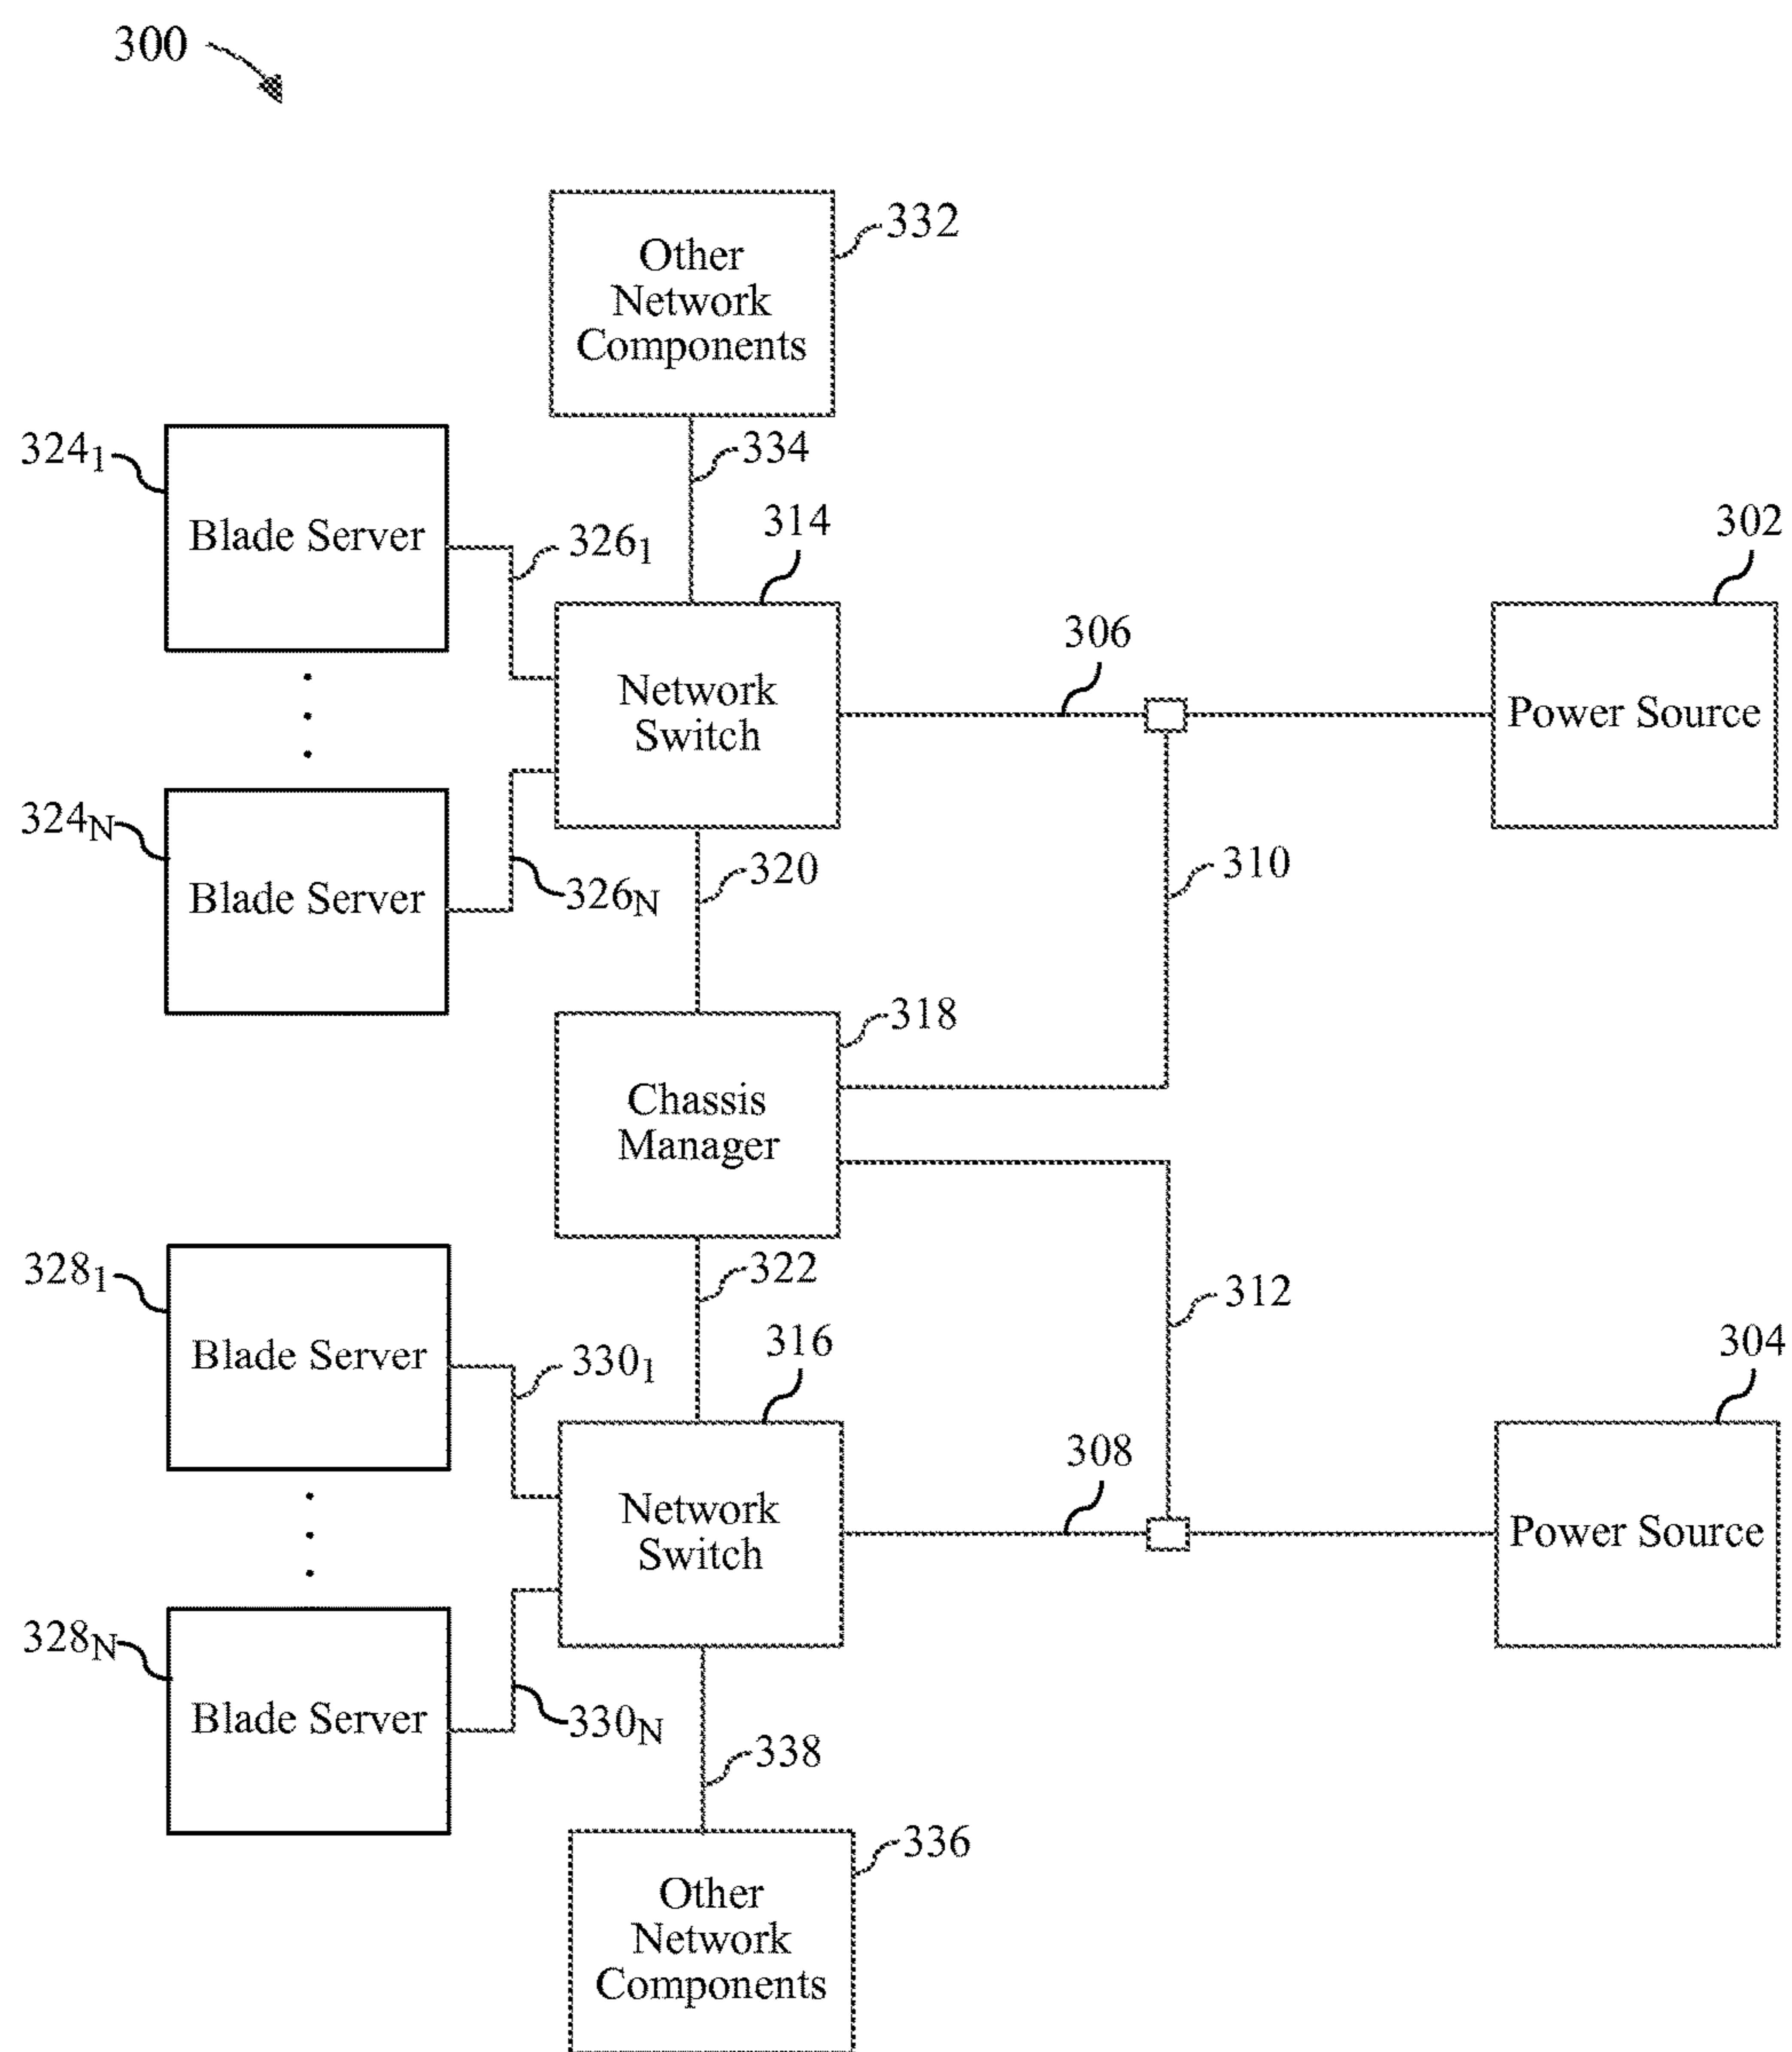 300
332
Other
Network
Components
334
324₁
Blade Server
326₁
314
302
Network
Switch
306
Power Source
324N
Blade Server
326N
320
310
318
Chassis
Manager
322
312
328₁
Blade Server
330₁
316
304
Network
Switch
308
Power Source
328N
Blade Server
330N
338
336
Other
Network
Components